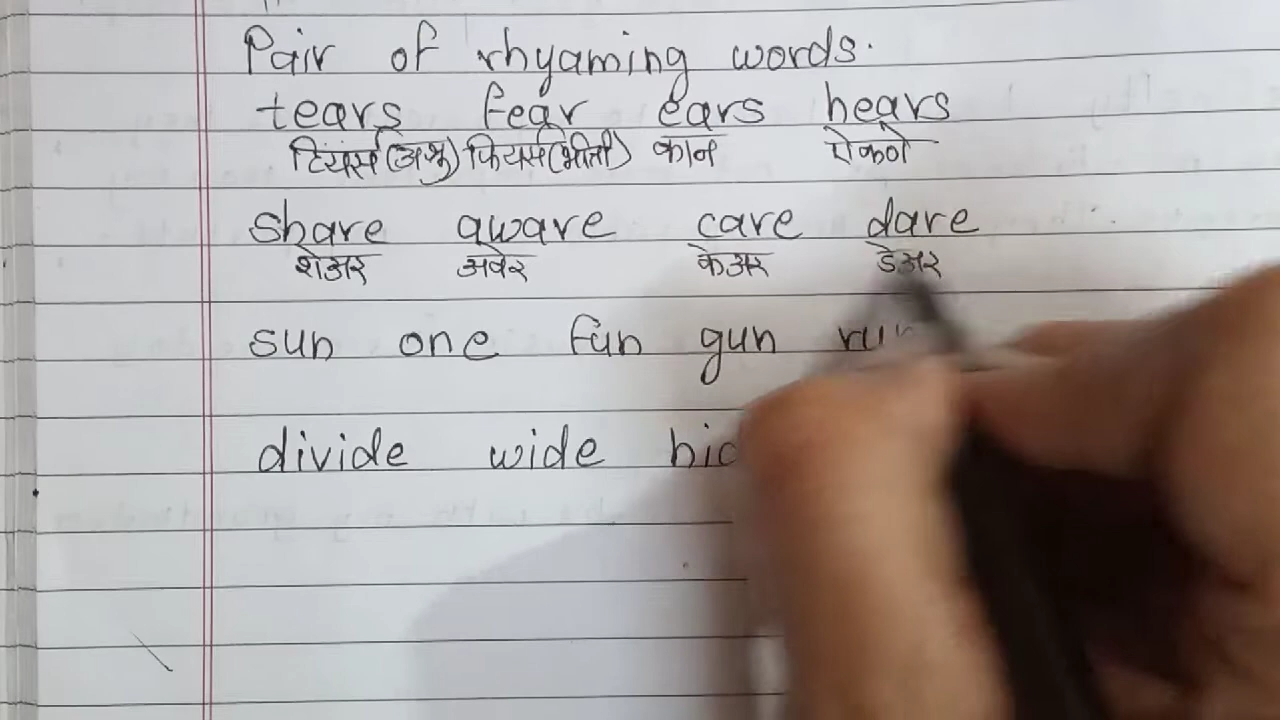 Pair of rhyaming words.
tears fear ears hears
टियर्स (अश्रू) फियर्स (भीती) कान ऐकणे
share aware care dare
शेअर अवेर केअर डेअर
sun one fun gun
divide wide